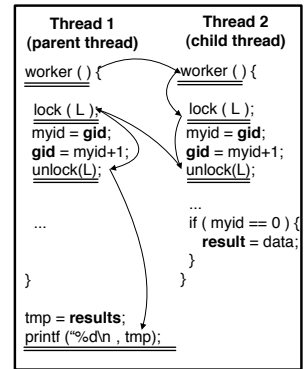 Thread 1
(parent thread)
worker ( ) {
lock ( L );
myid = gid;
gid = myid+1;
unlock(L);
...
}
tmp = results;
printf (“%d\n , tmp);
Thread 2
(child thread)
worker ( ) {
lock ( L );
myid = gid;
gid = myid+1;
unlock(L);
...
if ( myid == 0 ) {
result = data;
}
}